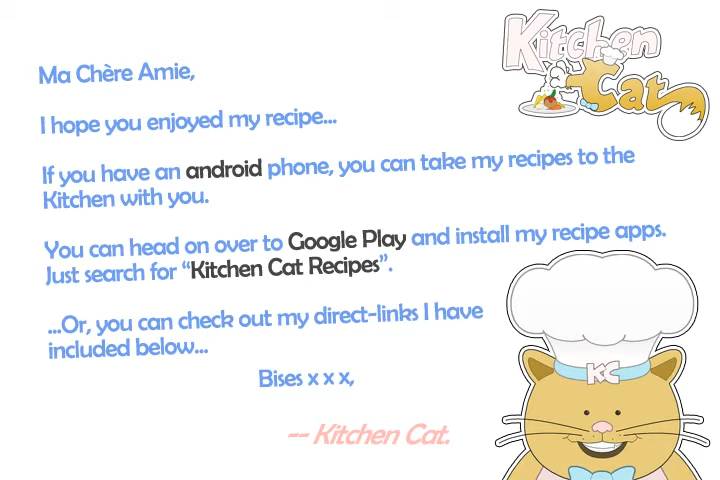 Kitchen
Cat
Ma Chère Amie,
I hope you enjoyed my recipe...
If you have an android phone, you can take my recipes to the
Kitchen with you.
You can head on over to Google Play and install my recipe apps.
Just search for “Kitchen Cat Recipes”.
...Or, you can check out my direct-links I have
included below...
Bises x x x,
-- Kitchen Cat.
KC